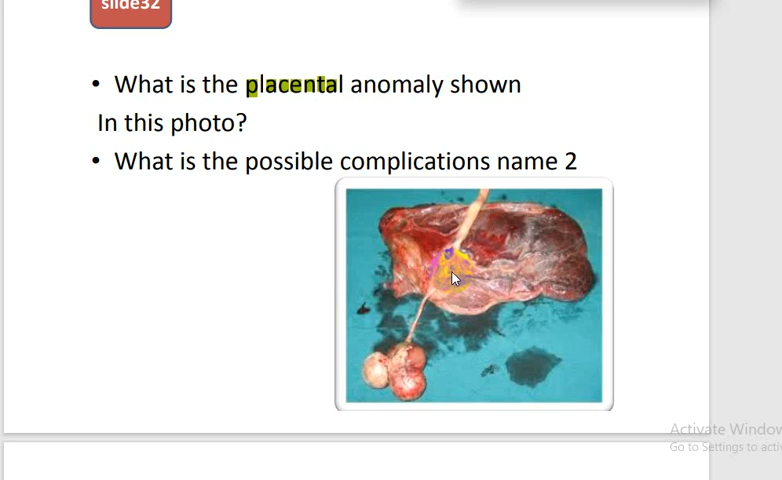 slide32
• What is the placental anomaly shown
In this photo?
• What is the possible complications name 2
Activate Window
Go to Settings to activ